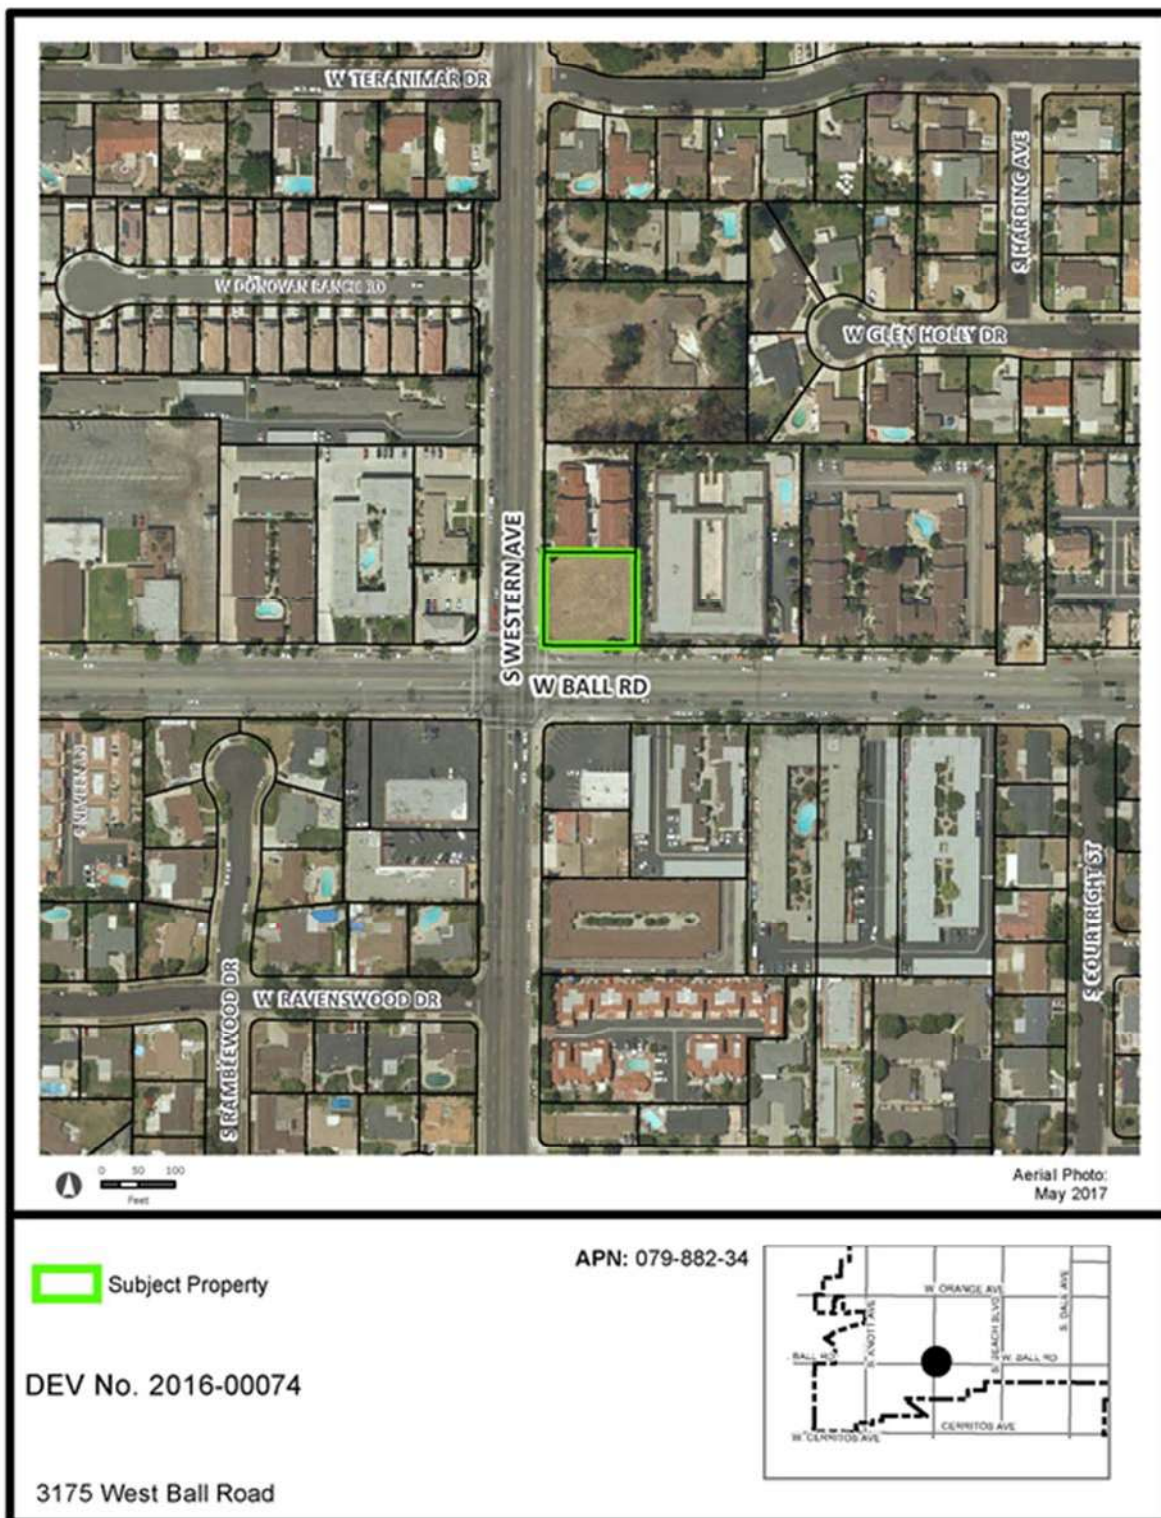 W TERANIMAR DR
S HARDING AVE
W DONOVAN RANCH RD
W GLEN HOLLY DR
S WESTERN AVE
W BALL RD
S NIVEEN LN
S COURTRIGHT ST
W RAVENSWOOD DR
S RAMBLEWOOD DR
0 50 100
Feet
Aerial Photo:
May 2017
Subject Property
APN: 079-882-34
DEV No. 2016-00074
3175 West Ball Road
W. ORANGE AVE
S. KNOTT AVE
S. BEACH BLVD
S. DALE AVE
BALL RD
W. BALL RD
W. CERRITOS AVE
CERRITOS AVE